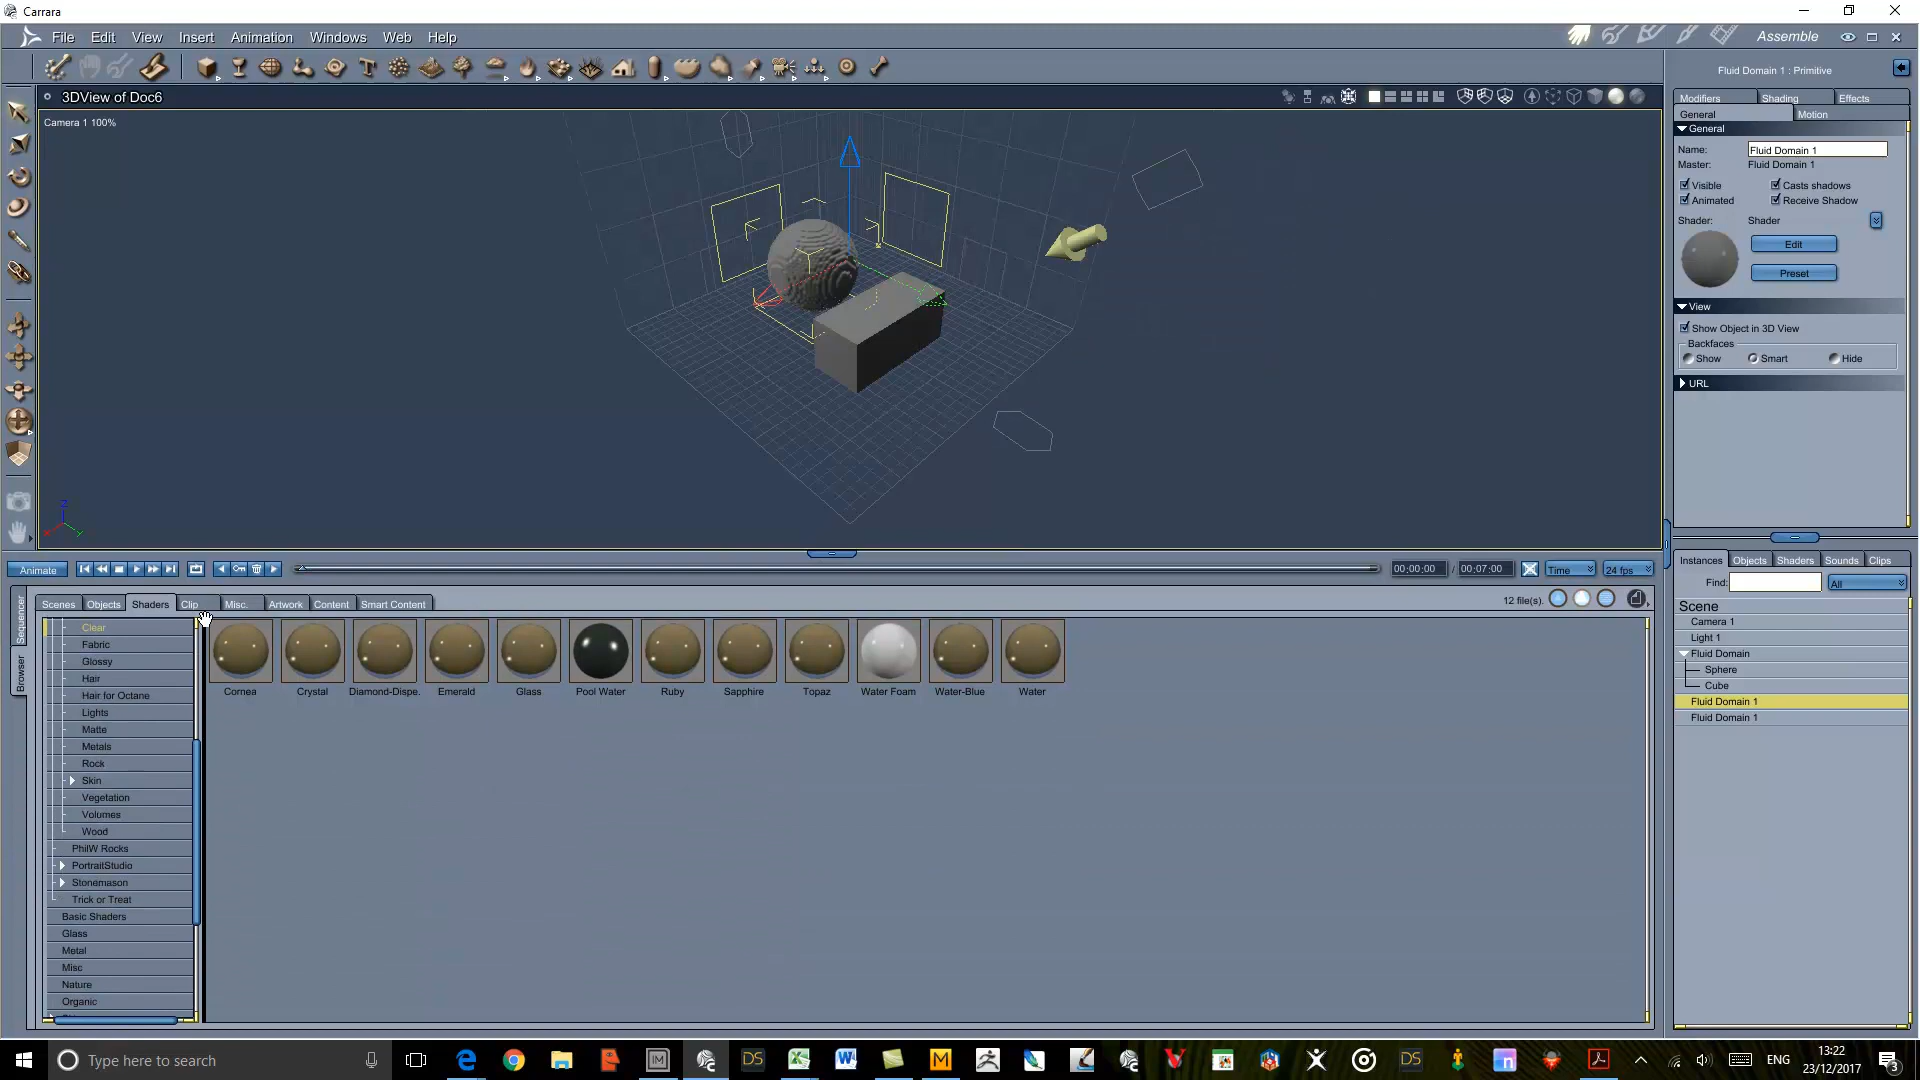 Carrara
File Edit View Insert Animation Windows Web Help
Assemble
3DView of Doc6
Camera 1 100%
Fluid Domain 1 : Primitive
Modifiers Shading Effects
General Motion
General
Name: Fluid Domain 1
Master: Fluid Domain 1
Visible Casts shadows
Animated Receive Shadow
Shader: Shader
Edit
Preset
View
Show Object in 3D View
Backfaces
Show Smart Hide
URL
Animate 00:00:00 / 00:07:00 Time 24 fps
Sequencer
Browser
Scenes Objects Shaders Clip Misc. Artwork Content Smart Content
12 file(s).
Clear
Fabric
Glossy
Hair
Hair for Octane
Lights
Matte
Metals
Rock
Skin
Vegetation
Volumes
Wood
PhilW Rocks
PortraitStudio
Stonemason
Trick or Treat
Basic Shaders
Glass
Metal
Misc
Nature
Organic
Cornea Crystal Diamond-Dispe. Emerald Glass Pool Water Ruby Sapphire Topaz Water Foam Water-Blue Water
Instances Objects Shaders Sounds Clips
Find: All
Scene
Camera 1
Light 1
Fluid Domain
Sphere
Cube
Fluid Domain 1
Fluid Domain 1
Type here to search
ENG
13:22
23/12/2017
3